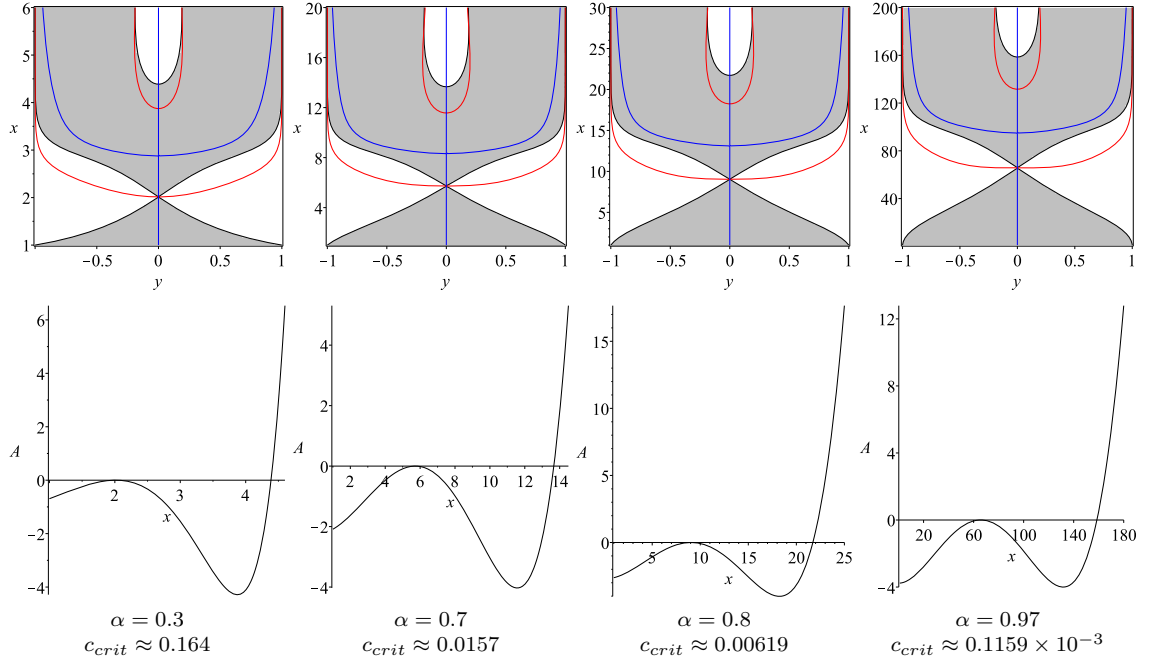 6
5
4
x
3
2
1
−0.5 0 0.5 1
y
20
16
12
x
8
4
−1 −0.5 0 0.5 1
y
30
25
20
x
15
10
5
−1 −0.5 0 0.5 1
y
200
160
120
x
80
40
−1 −0.5 0 0.5 1
y
6
4
2
A
0
2 3 4
x
−2
−4
4
2
A
0
2 4 6 8 10 12 14
x
−2
−4
15
10
A
5
0
5 10 15 20 25
x
12
8
A
4
0
20 60 100 140 180
x
−4
α = 0.3
c_crit ≈ 0.164
α = 0.7
c_crit ≈ 0.0157
α = 0.8
c_crit ≈ 0.00619
α = 0.97
c_crit ≈ 0.1159 × 10⁻³